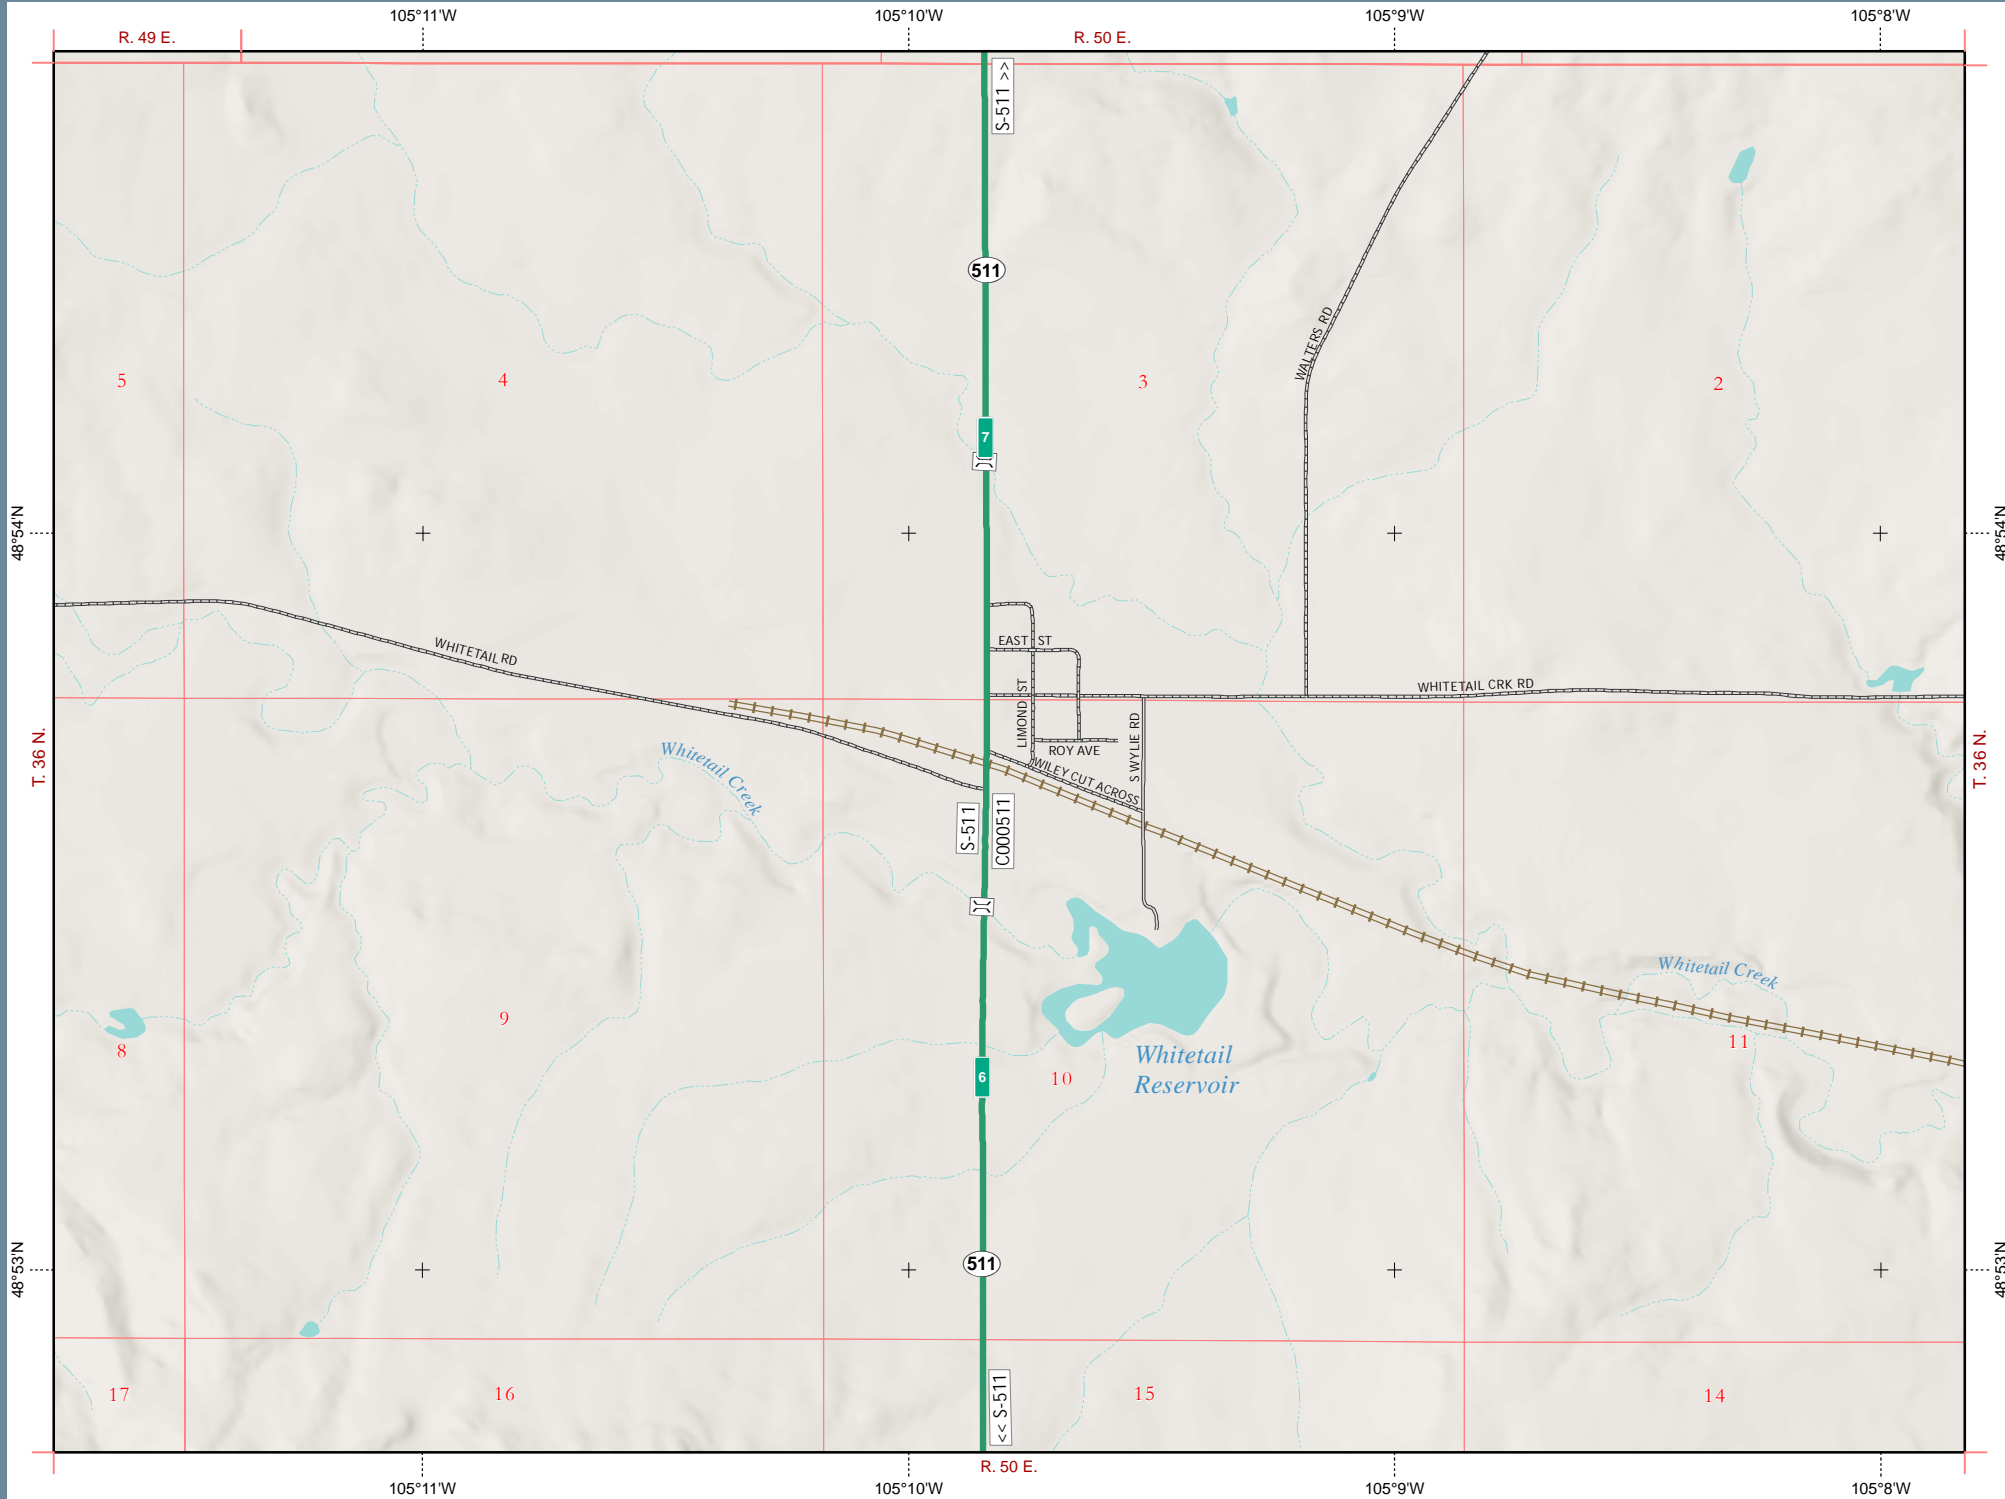 105°11'W
105°10'W
105°9'W
105°8'W
R. 49 E.
R. 50 E.
S-511 >>
511
WALTERS RD
5
4
3
2
7
48°54'N
48°54'N
EAST ST
WHITETAIL RD
WHITETAIL CRK RD
LIMOND ST
S WYLIE RD
ROY AVE
WILEY CUT ACROSS
T. 36 N.
T. 36 N.
Whitetail Creek
S-511
C000511
Whitetail Creek
8
9
10
11
Whitetail
Reservoir
6
511
48°53'N
48°53'N
17
16
15
14
<< S-511
R. 50 E.
105°11'W
105°10'W
105°9'W
105°8'W